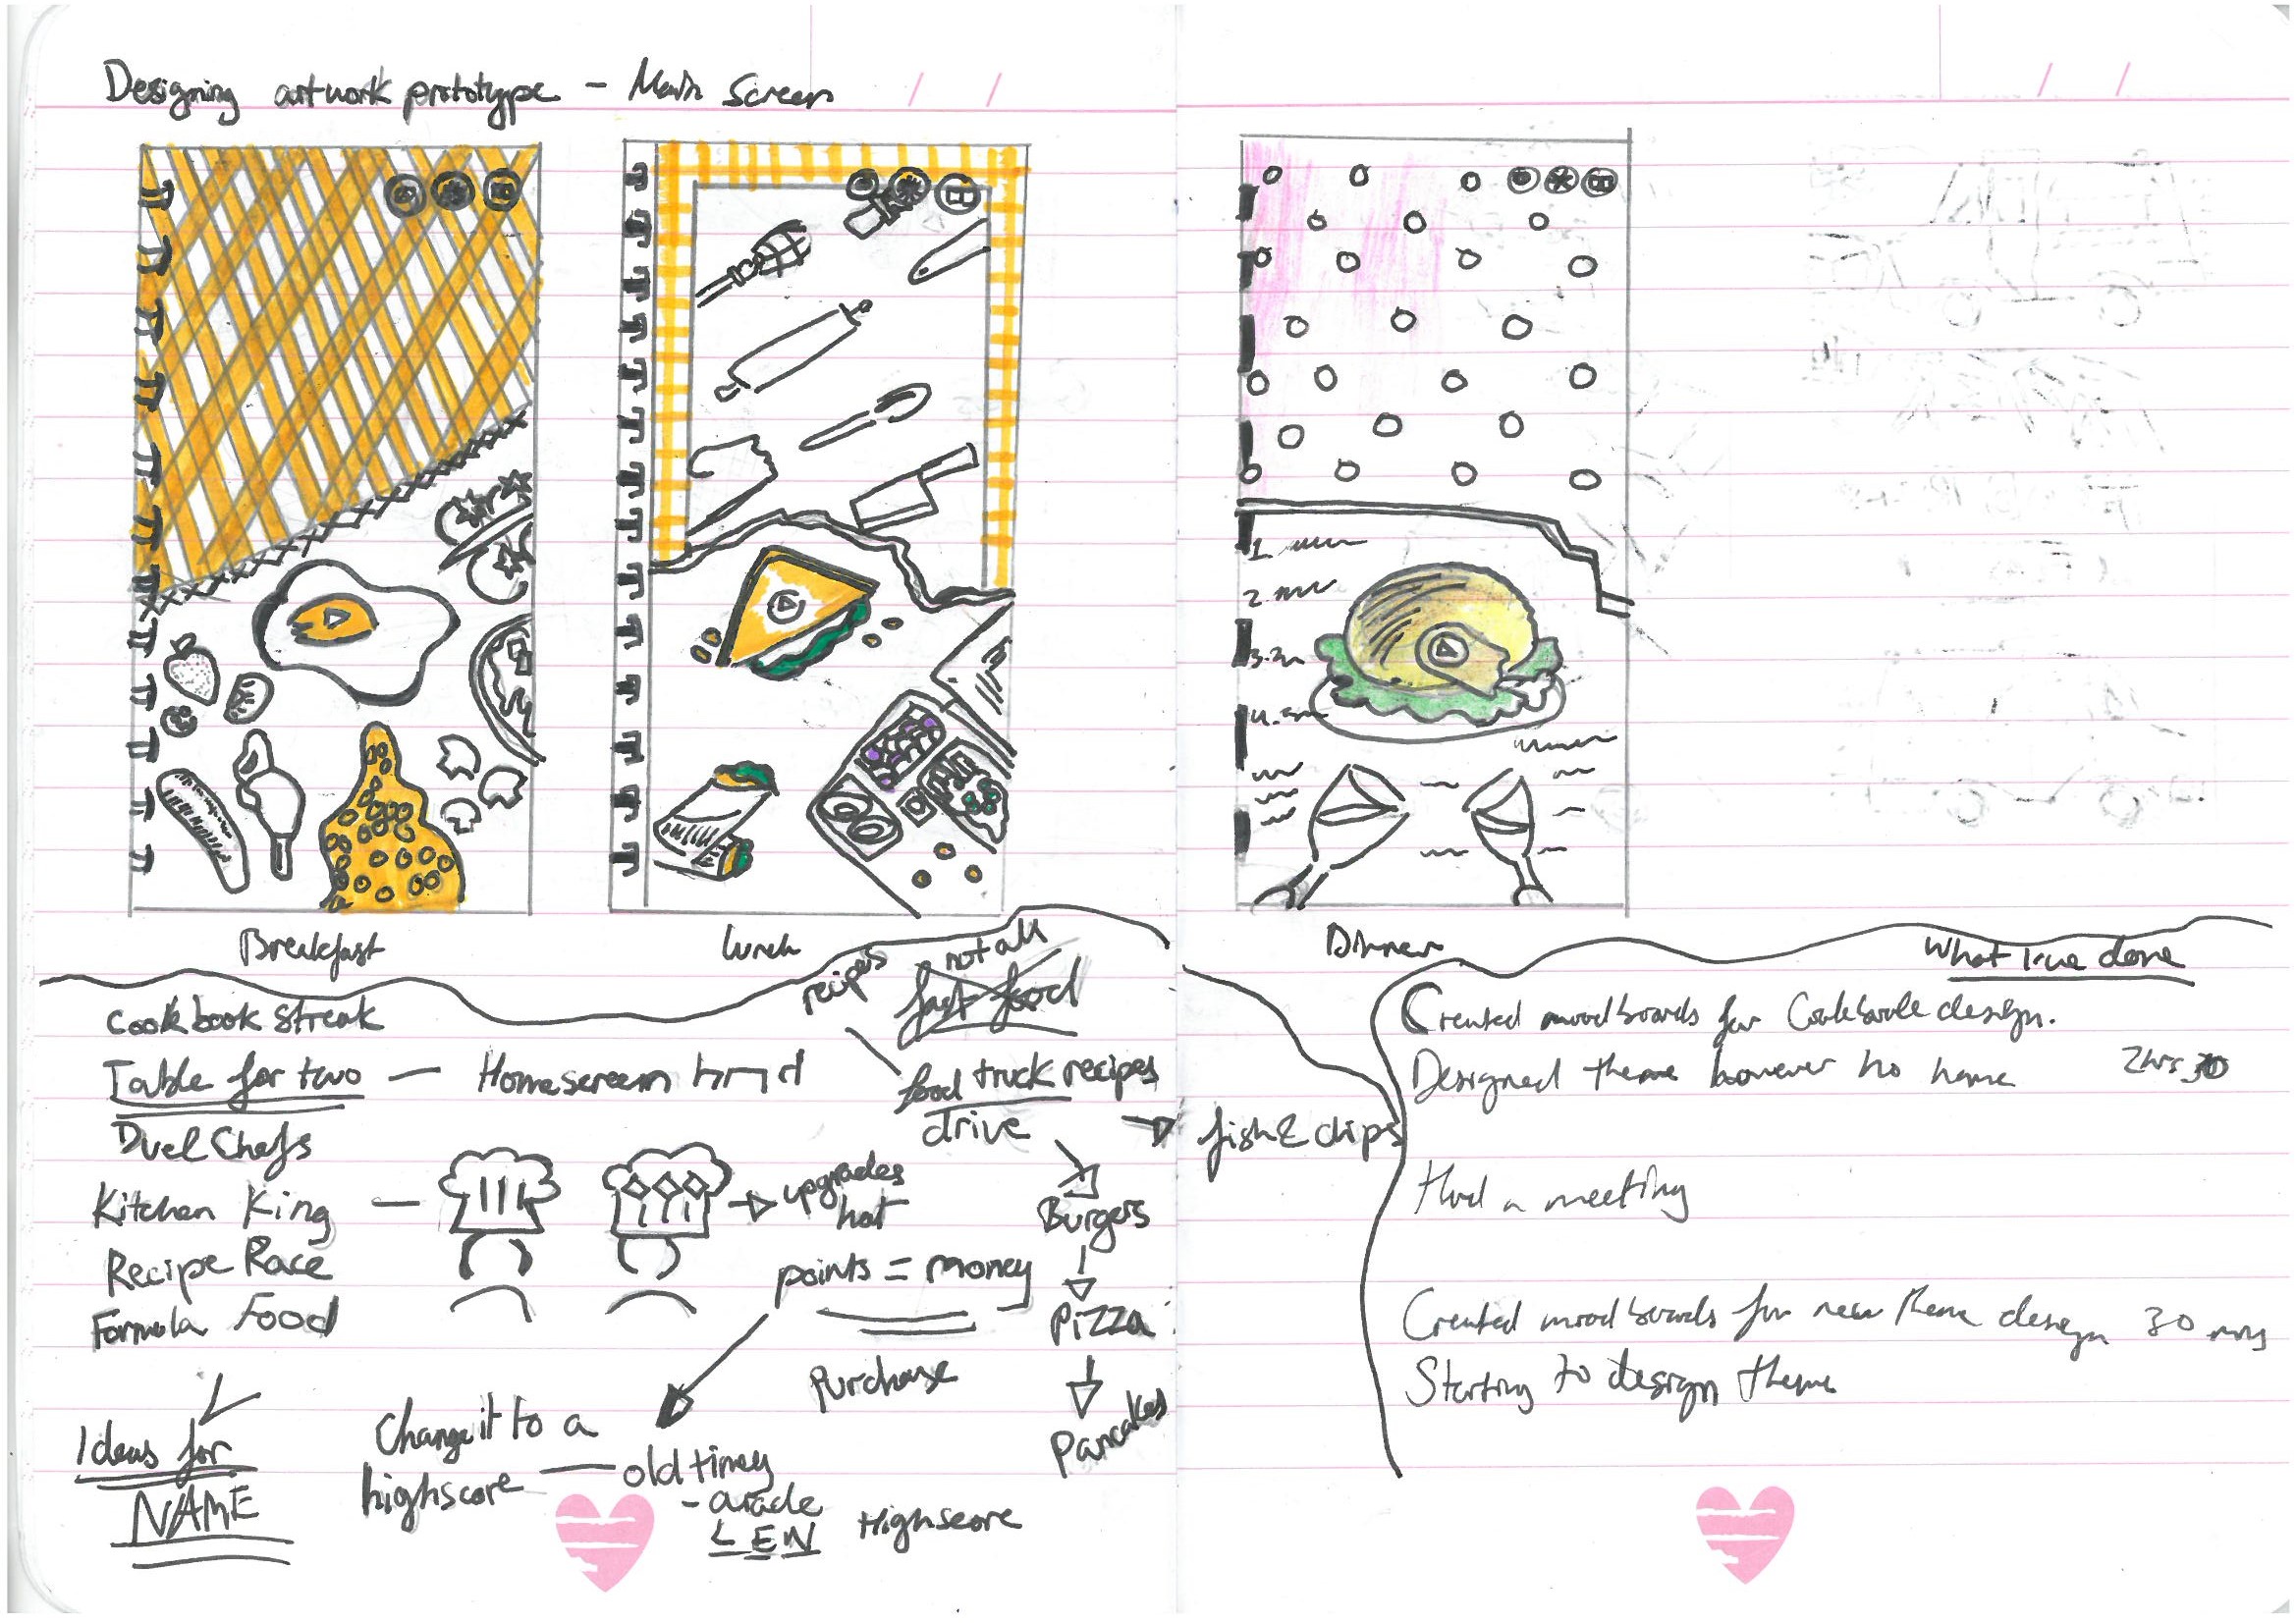 Designing artwork prototype - Main Screen
1
2
3.
4.
Breakfast
Lunch
Dinner
Cookbook streak
Table for two — Homescreen
Duel Chefs
Kitchen King —
Recipe Race
Formula Food
Ideas for
NAME
recipes
not all
fast food
food truck recipes
drive
fish & chips
Burgers
Pizza
Pancakes
upgrades
hat
points = money
Purchase
Change it to a
highscore — old timey
- arade
LEN Highscore
What I've done
Created moodboards for Cookbook design.
Designed theme however no name 2hrs 30
Had a meeting
Created moodboards for new theme design 30 mns
Starting to design theme